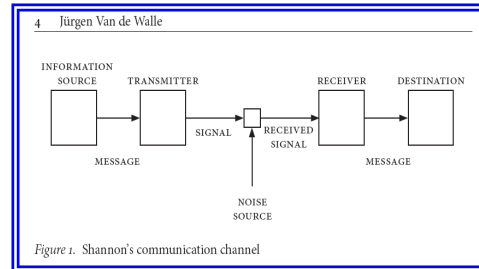 4 Jürgen Van de Walle
INFORMATION
SOURCE TRANSMITTER RECEIVER DESTINATION
SIGNAL RECEIVED
SIGNAL
MESSAGE MESSAGE
NOISE
SOURCE
Figure 1. Shannon's communication channel